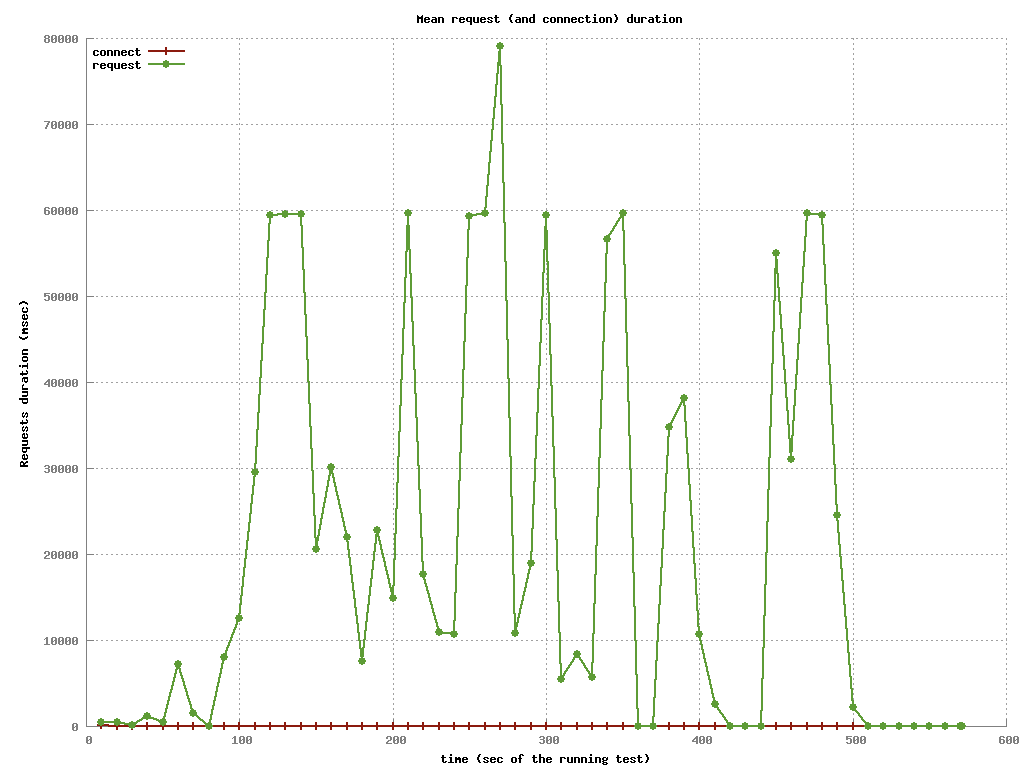 Mean request (and connection) duration
80000
connect
request
70000
60000
50000
40000
30000
20000
10000
0
Requests duration (msec)
0 100 200 300 400 500 600
time (sec of the running test)